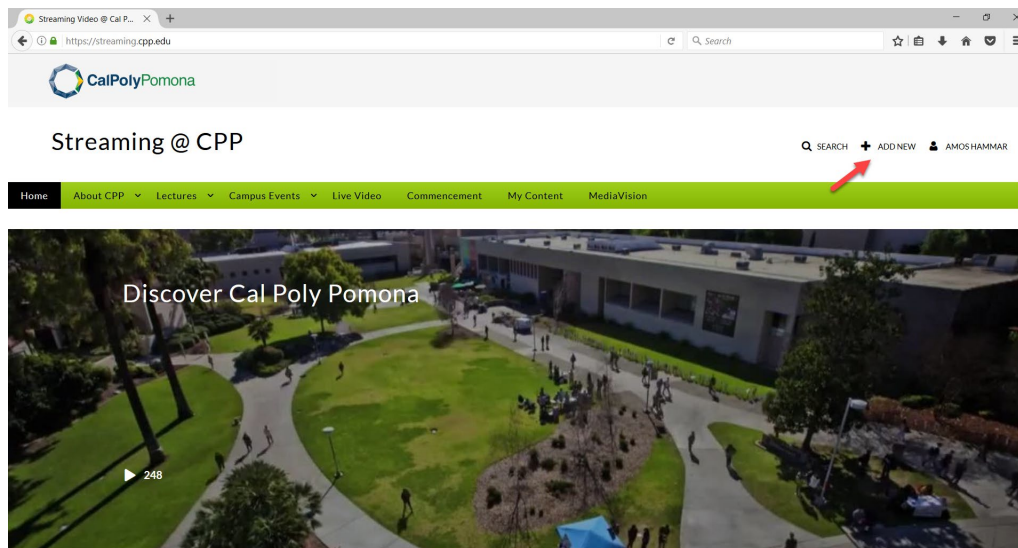 Streaming Video @ Cal P...
https://streaming.cpp.edu
Search
CalPolyPomona
Streaming @ CPP
SEARCH ADD NEW AMOS HAMMAR
Home About CPP Lectures Campus Events Live Video Commencement My Content MediaVision
Discover Cal Poly Pomona
248